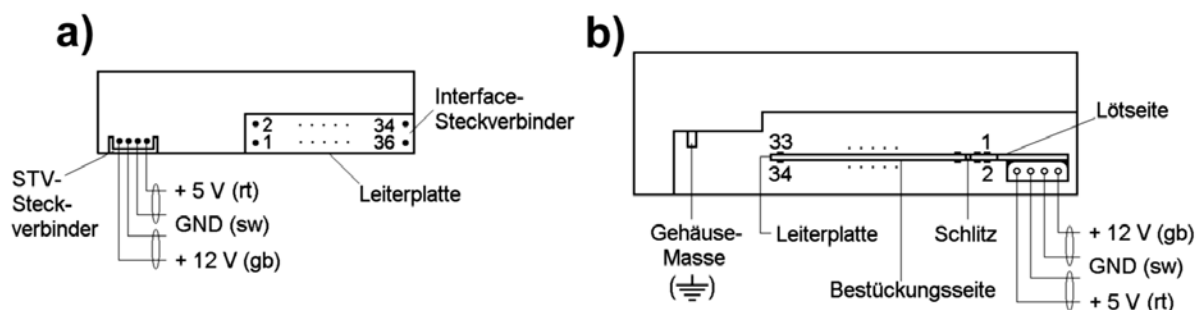 a)
2 ..... 34
1 ..... 36
Interface-
Steckverbinder
Leiterplatte
STV-
Steck-
verbinder
+ 5 V (rt)
GND (sw)
+ 12 V (gb)
b)
Lötseite
33 ..... 1
34 ..... 2
Gehäuse-
Masse
Leiterplatte
Schlitz
Bestückungsseite
+ 12 V (gb)
GND (sw)
+ 5 V (rt)